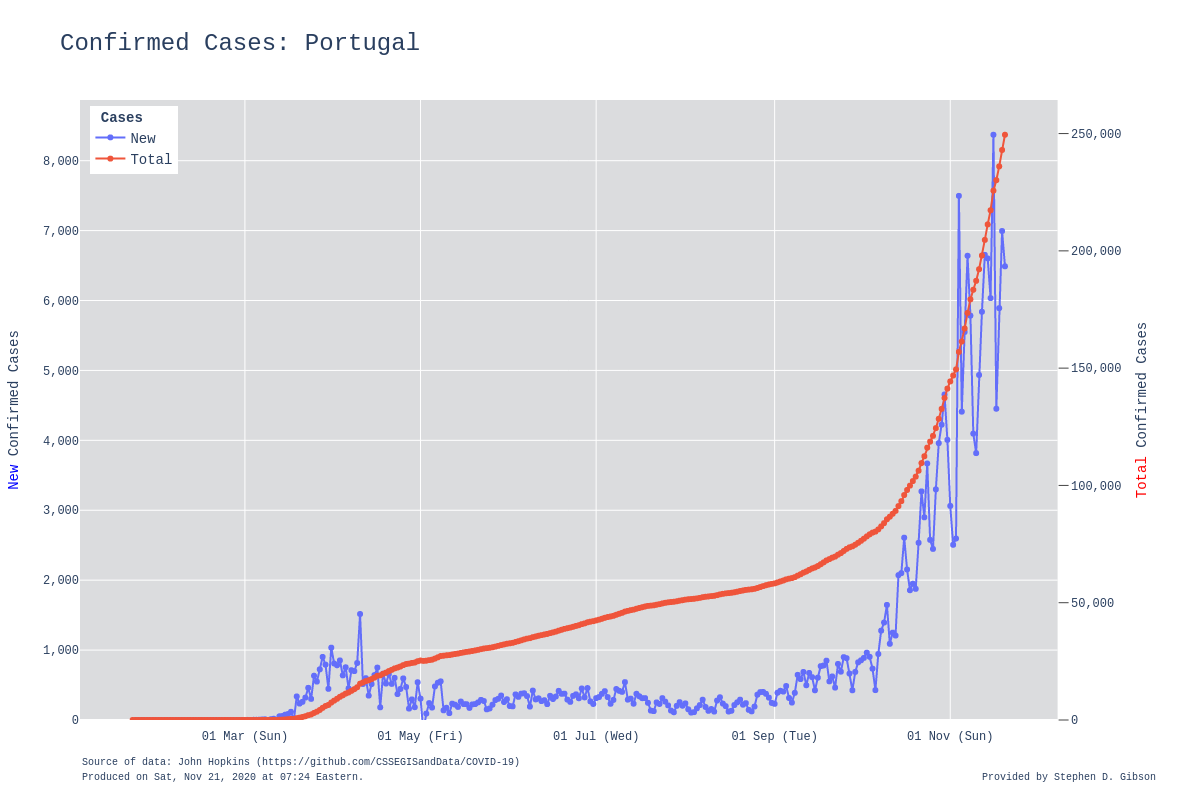 Confirmed Cases: Portugal
Cases
New
Total
8,000
7,000
6,000
5,000
4,000
3,000
2,000
1,000
0
New Confirmed Cases
250,000
200,000
150,000
100,000
50,000
0
Total Confirmed Cases
01 Mar (Sun)
01 May (Fri)
01 Jul (Wed)
01 Sep (Tue)
01 Nov (Sun)
Source of data: John Hopkins (https://github.com/CSSEGISandData/COVID-19)
Produced on Sat, Nov 21, 2020 at 07:24 Eastern.
Provided by Stephen D. Gibson